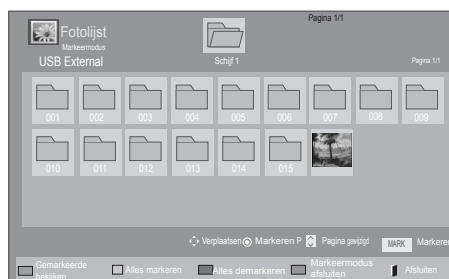 Pagina 1/1
Fotolijst
Markeermodus
USB External
Schijf 1
Pagina 1/1
001 002 003 004 005 006 007 008 009
010 011 012 013 014 015
Verplaatsen Markeren P Pagina gewijzigd MARK Markeren
Gemarkeerde bekijken
Alles markeren
Alles demarkeren
Markeermodus
afsluiten
Afsluiten